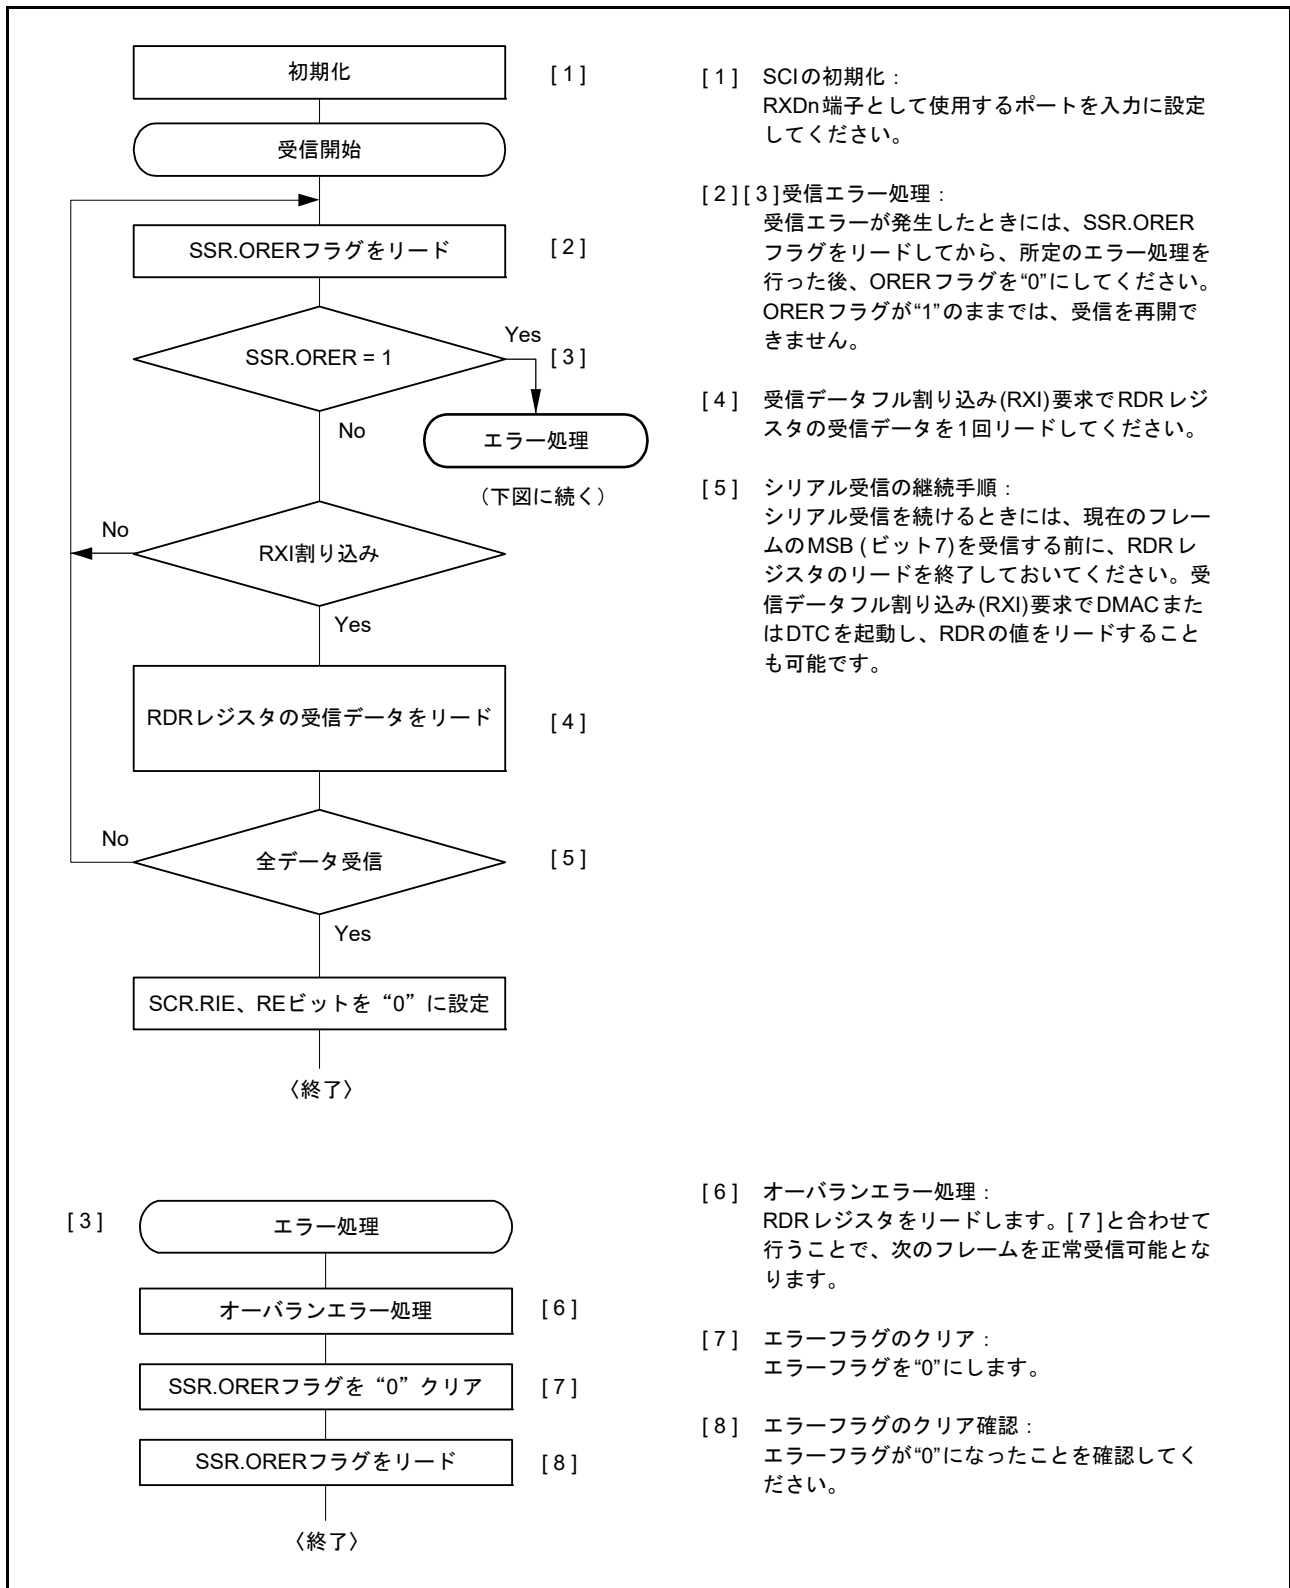 初期化
[ 1 ]
受信開始
SSR.ORERフラグをリード
[ 2 ]
SSR.ORER = 1
Yes
[ 3 ]
No
エラー処理
（下図に続く）
No
RXI割り込み
Yes
RDRレジスタの受信データをリード
[ 4 ]
No
全データ受信
[ 5 ]
Yes
SCR.RIE、REビットを“0”に設定
〈終了〉
[ 1 ] SCIの初期化：
RXDn端子として使用するポートを入力に設定
してください。
[ 2 ][ 3 ]受信エラー処理：
受信エラーが発生したときには、SSR.ORER
フラグをリードしてから、所定のエラー処理を
行った後、ORERフラグを“0”にしてください。
ORERフラグが“1”のままでは、受信を再開で
きません。
[ 4 ] 受信データフル割り込み(RXI)要求でRDRレジ
スタの受信データを1回リードしてください。
[ 5 ] シリアル受信の継続手順：
シリアル受信を続けるときには、現在のフレー
ムのMSB (ビット7)を受信する前に、RDRレ
ジスタのリードを終了しておいてください。受
信データフル割り込み(RXI)要求でDMACまた
はDTCを起動し、RDRの値をリードすること
も可能です。
[ 3 ]
エラー処理
オーバランエラー処理
[ 6 ]
SSR.ORERフラグを“0”クリア
[ 7 ]
SSR.ORERフラグをリード
[ 8 ]
〈終了〉
[ 6 ] オーバランエラー処理：
RDRレジスタをリードします。[ 7 ]と合わせて
行うことで、次のフレームを正常受信可能とな
ります。
[ 7 ] エラーフラグのクリア：
エラーフラグを“0”にします。
[ 8 ] エラーフラグのクリア確認：
エラーフラグが“0”になったことを確認してく
ださい。